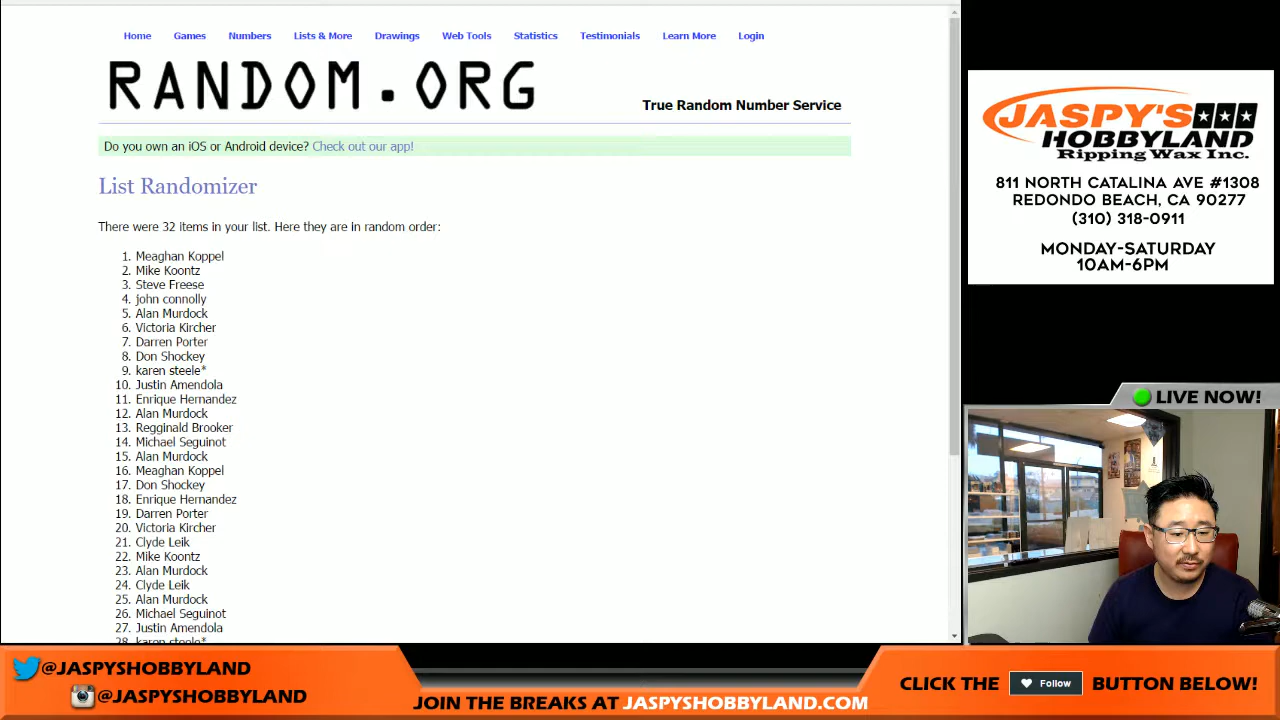 Home Games Numbers Lists & More Drawings Web Tools Statistics Testimonials Learn More Login
RANDOM.ORG
True Random Number Service
Do you own an iOS or Android device? Check out our app!
List Randomizer
There were 32 items in your list. Here they are in random order:
1. Meaghan Koppel
2. Mike Koontz
3. Steve Freese
4. john connolly
5. Alan Murdock
6. Victoria Kircher
7. Darren Porter
8. Don Shockey
9. karen steele*
10. Justin Amendola
11. Enrique Hernandez
12. Alan Murdock
13. Regginald Brooker
14. Michael Seguinot
15. Alan Murdock
16. Meaghan Koppel
17. Don Shockey
18. Enrique Hernandez
19. Darren Porter
20. Victoria Kircher
21. Clyde Leik
22. Mike Koontz
23. Alan Murdock
24. Clyde Leik
25. Alan Murdock
26. Michael Seguinot
27. Justin Amendola
28. karen steele*
JASPY'S
HOBBYLAND
Ripping Wax Inc.
811 NORTH CATALINA AVE #1308
REDONDO BEACH, CA 90277
(310) 318-0911
MONDAY-SATURDAY
10AM-6PM
LIVE NOW!
@JASPYSHOBBYLAND
@JASPYSHOBBYLAND
JOIN THE BREAKS AT JASPYSHOBBYLAND.COM
CLICK THE Follow BUTTON BELOW!